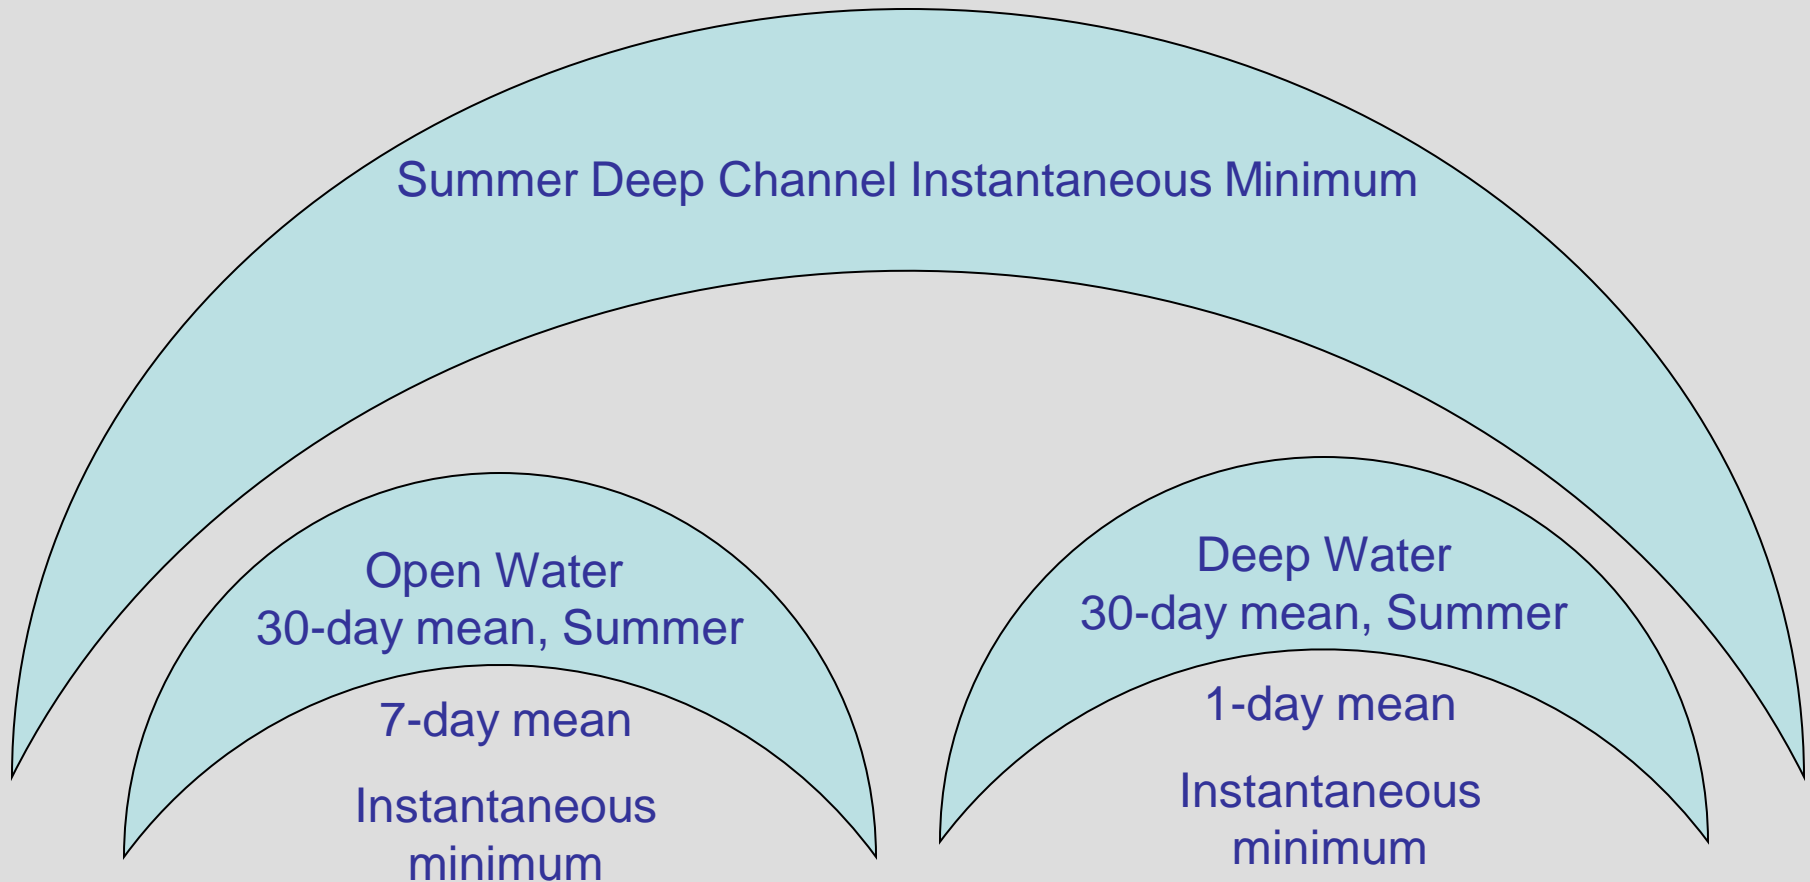 Summer Deep Channel Instantaneous Minimum
Open Water
30-day mean, Summer
7-day mean
Instantaneous
minimum
Deep Water
30-day mean, Summer
1-day mean
Instantaneous
minimum